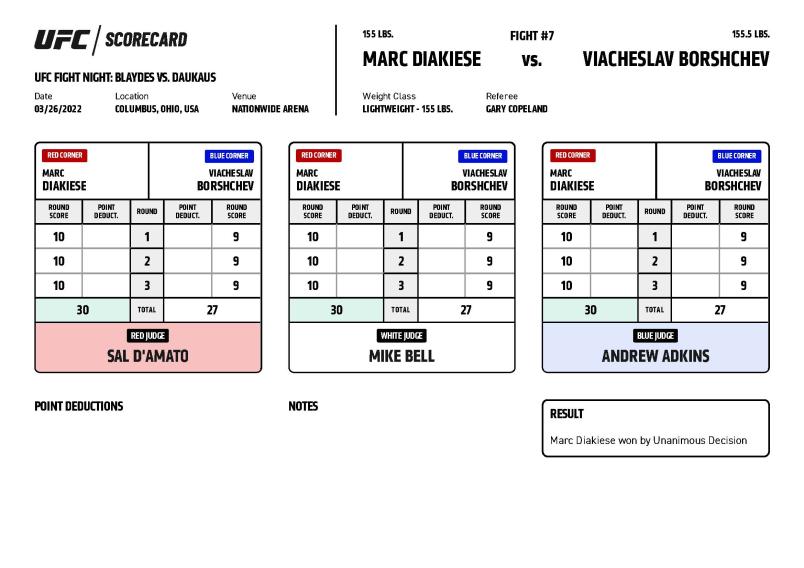 UFC / SCORECARD
UFC FIGHT NIGHT: BLAYDES VS. DAUKAUS
Date Location Venue
03/26/2022 COLUMBUS, OHIO, USA NATIONWIDE ARENA
155 LBS. FIGHT #7 155.5 LBS.
MARC DIAKIESE VS. VIACHESLAV BORSHCHEV
Weight Class Referee
LIGHTWEIGHT - 155 LBS. GARY COPELAND
RED CORNER BLUE CORNER
MARC VIACHESLAV
DIAKIESE BORSHCHEV
ROUND POINT ROUND POINT ROUND
SCORE DEDUCT. DEDUCT. SCORE
10 1 9
10 2 9
10 3 9
30 TOTAL 27
RED JUDGE
SAL D'AMATO
RED CORNER BLUE CORNER
MARC VIACHESLAV
DIAKIESE BORSHCHEV
ROUND POINT ROUND POINT ROUND
SCORE DEDUCT. DEDUCT. SCORE
10 1 9
10 2 9
10 3 9
30 TOTAL 27
WHITE JUDGE
MIKE BELL
RED CORNER BLUE CORNER
MARC VIACHESLAV
DIAKIESE BORSHCHEV
ROUND POINT ROUND POINT ROUND
SCORE DEDUCT. DEDUCT. SCORE
10 1 9
10 2 9
10 3 9
30 TOTAL 27
BLUE JUDGE
ANDREW ADKINS
POINT DEDUCTIONS
NOTES
RESULT
Marc Diakiese won by Unanimous Decision